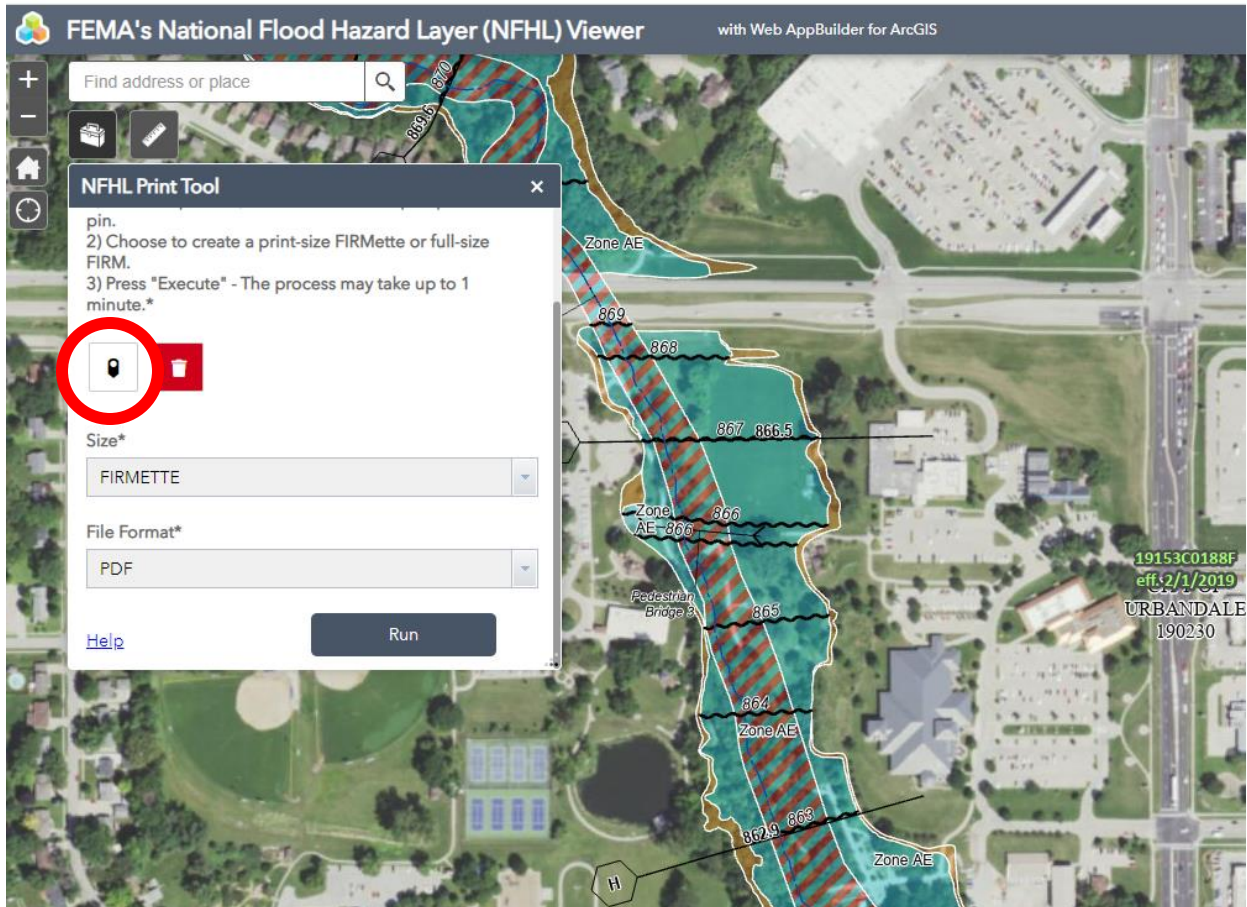 FEMA's National Flood Hazard Layer (NFHL) Viewer
with Web AppBuilder for ArcGIS
Find address or place
NFHL Print Tool
pin.
2) Choose to create a print-size FIRMette or full-size
FIRM.
3) Press "Execute" - The process may take up to 1
minute.*
Size*
FIRMETTE
File Format*
PDF
Help
Run
870
869.6
Zone AE
869
868
867 866.5
Zone
AE
866
866
Pedestrian
Bridge 3
865
864
Zone AE
863
862.9
Zone AE
H
19153C0188F
eff. 2/1/2019
URBANDALE
190230